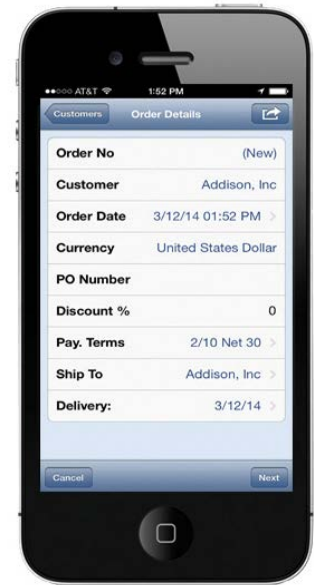 AT&T 1:52 PM
Customers Order Details
Order No (New)
Customer Addison, Inc
Order Date 3/12/14 01:52 PM
Currency United States Dollar
PO Number
Discount % 0
Pay. Terms 2/10 Net 30
Ship To Addison, Inc
Delivery: 3/12/14
Cancel Next